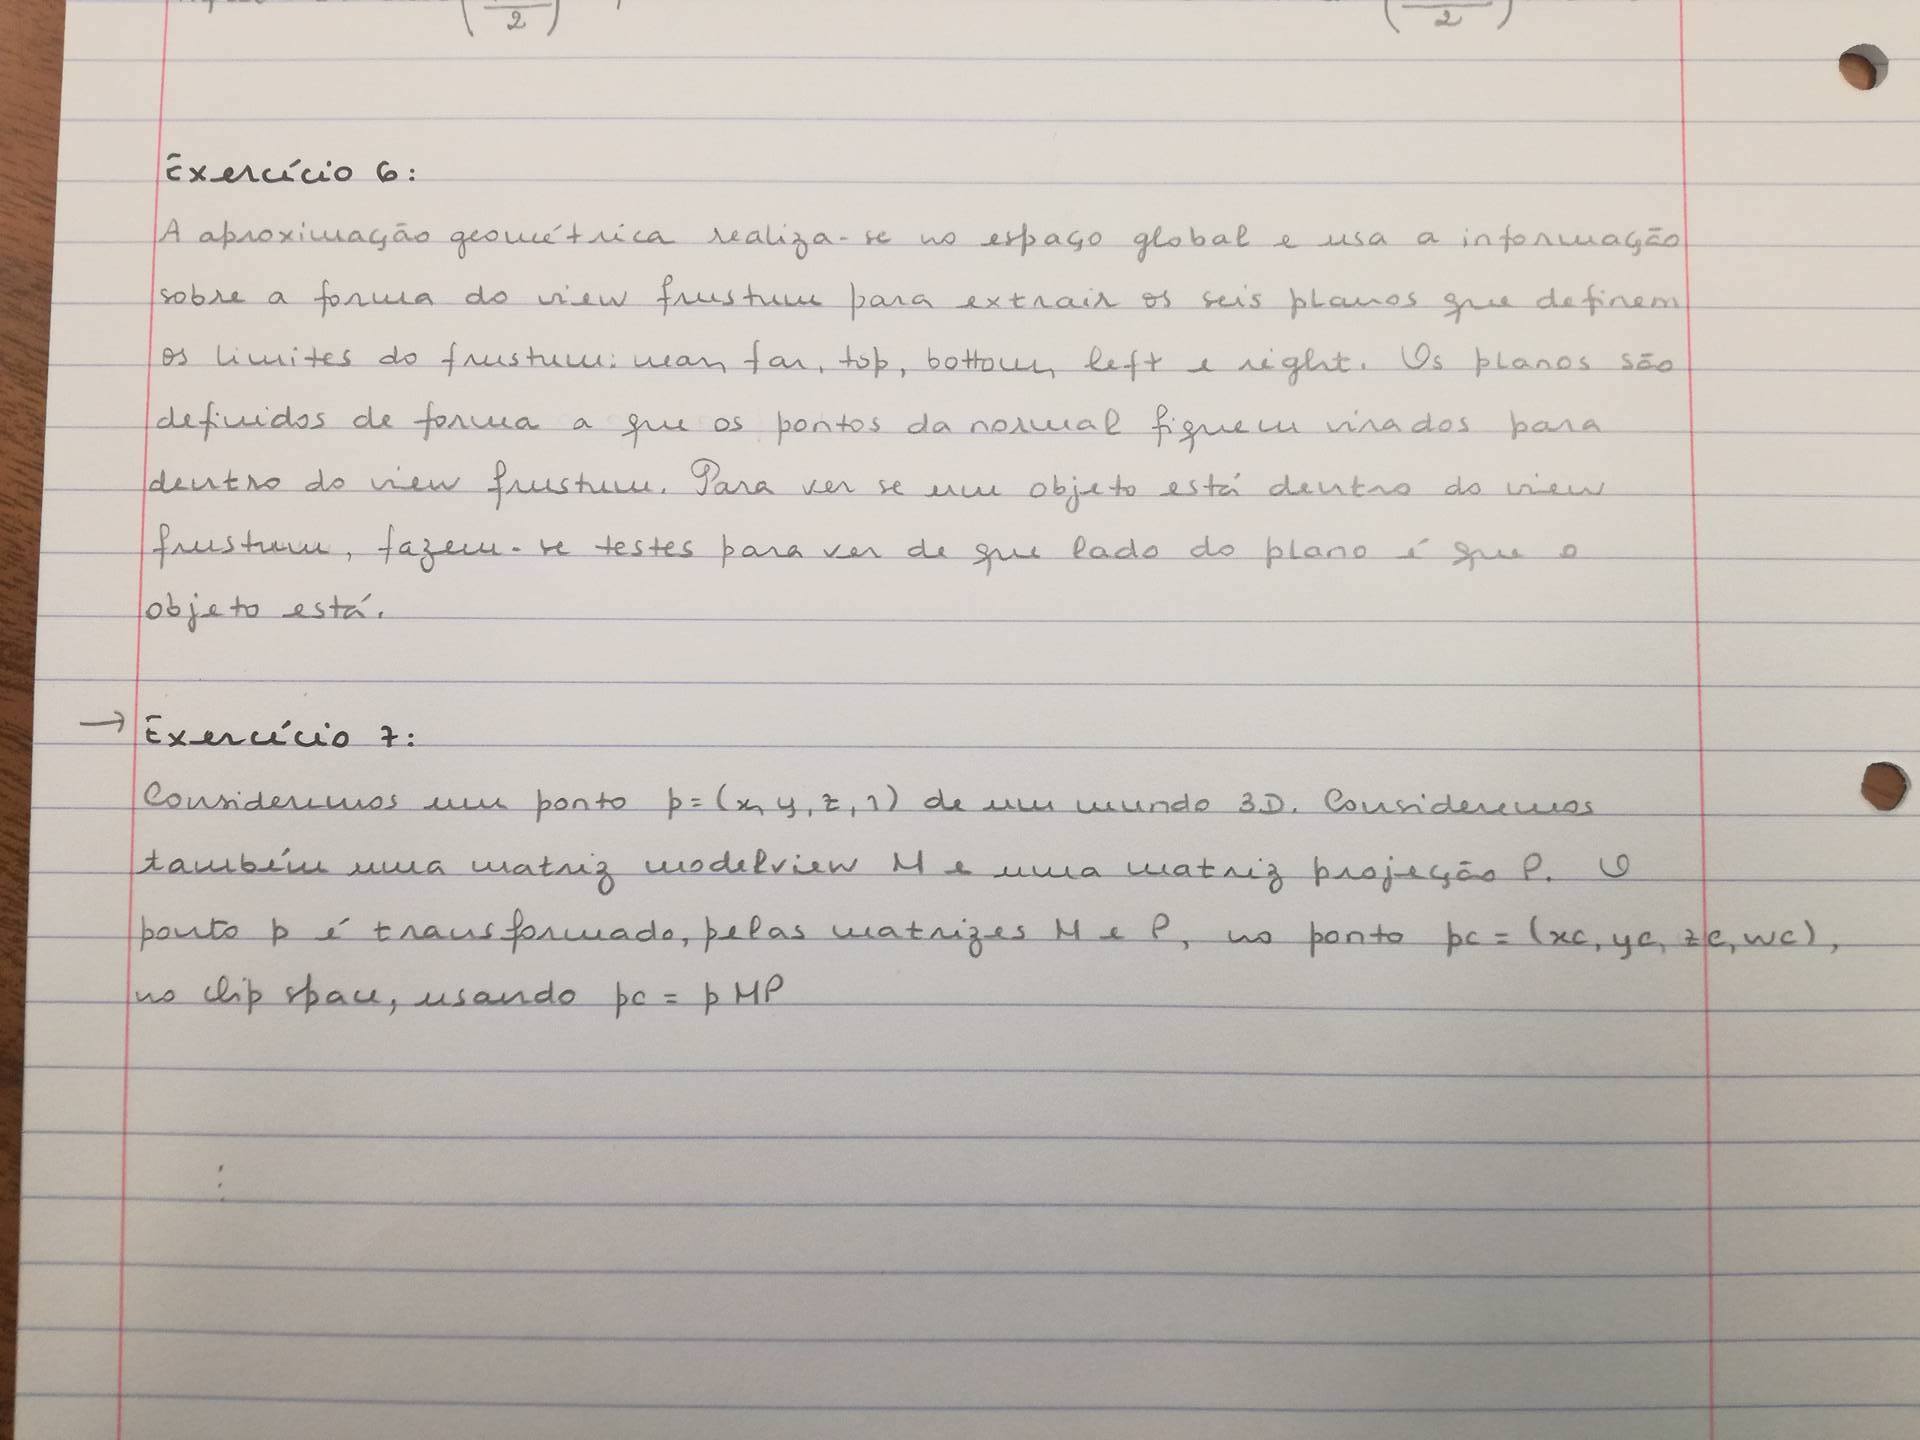 2 2
Exercício 6:
A aproximação geométrica realiza-se no espaço global e usa a informação
sobre a forma do view frustum para extrair os seis planos que definem
os limites do frustum: near, far, top, bottom, left e right. Os planos são
definidos de forma a que os pontos da normal fiquem virados para
dentro do view frustum. Para ver se um objeto está dentro do view
frustum, fazem-se testes para ver de que lado do plano é que o
objeto está.
→ Exercício 7:
Consideremos um ponto p=(x, y, z, 1) de um mundo 3D. Consideremos
também uma matriz modelview M e uma matriz projeção P. O
ponto p é transformado, pelas matrizes M e P, no ponto pc = (xc, yc, zc, wc),
no clip space, usando pc = pMP
: